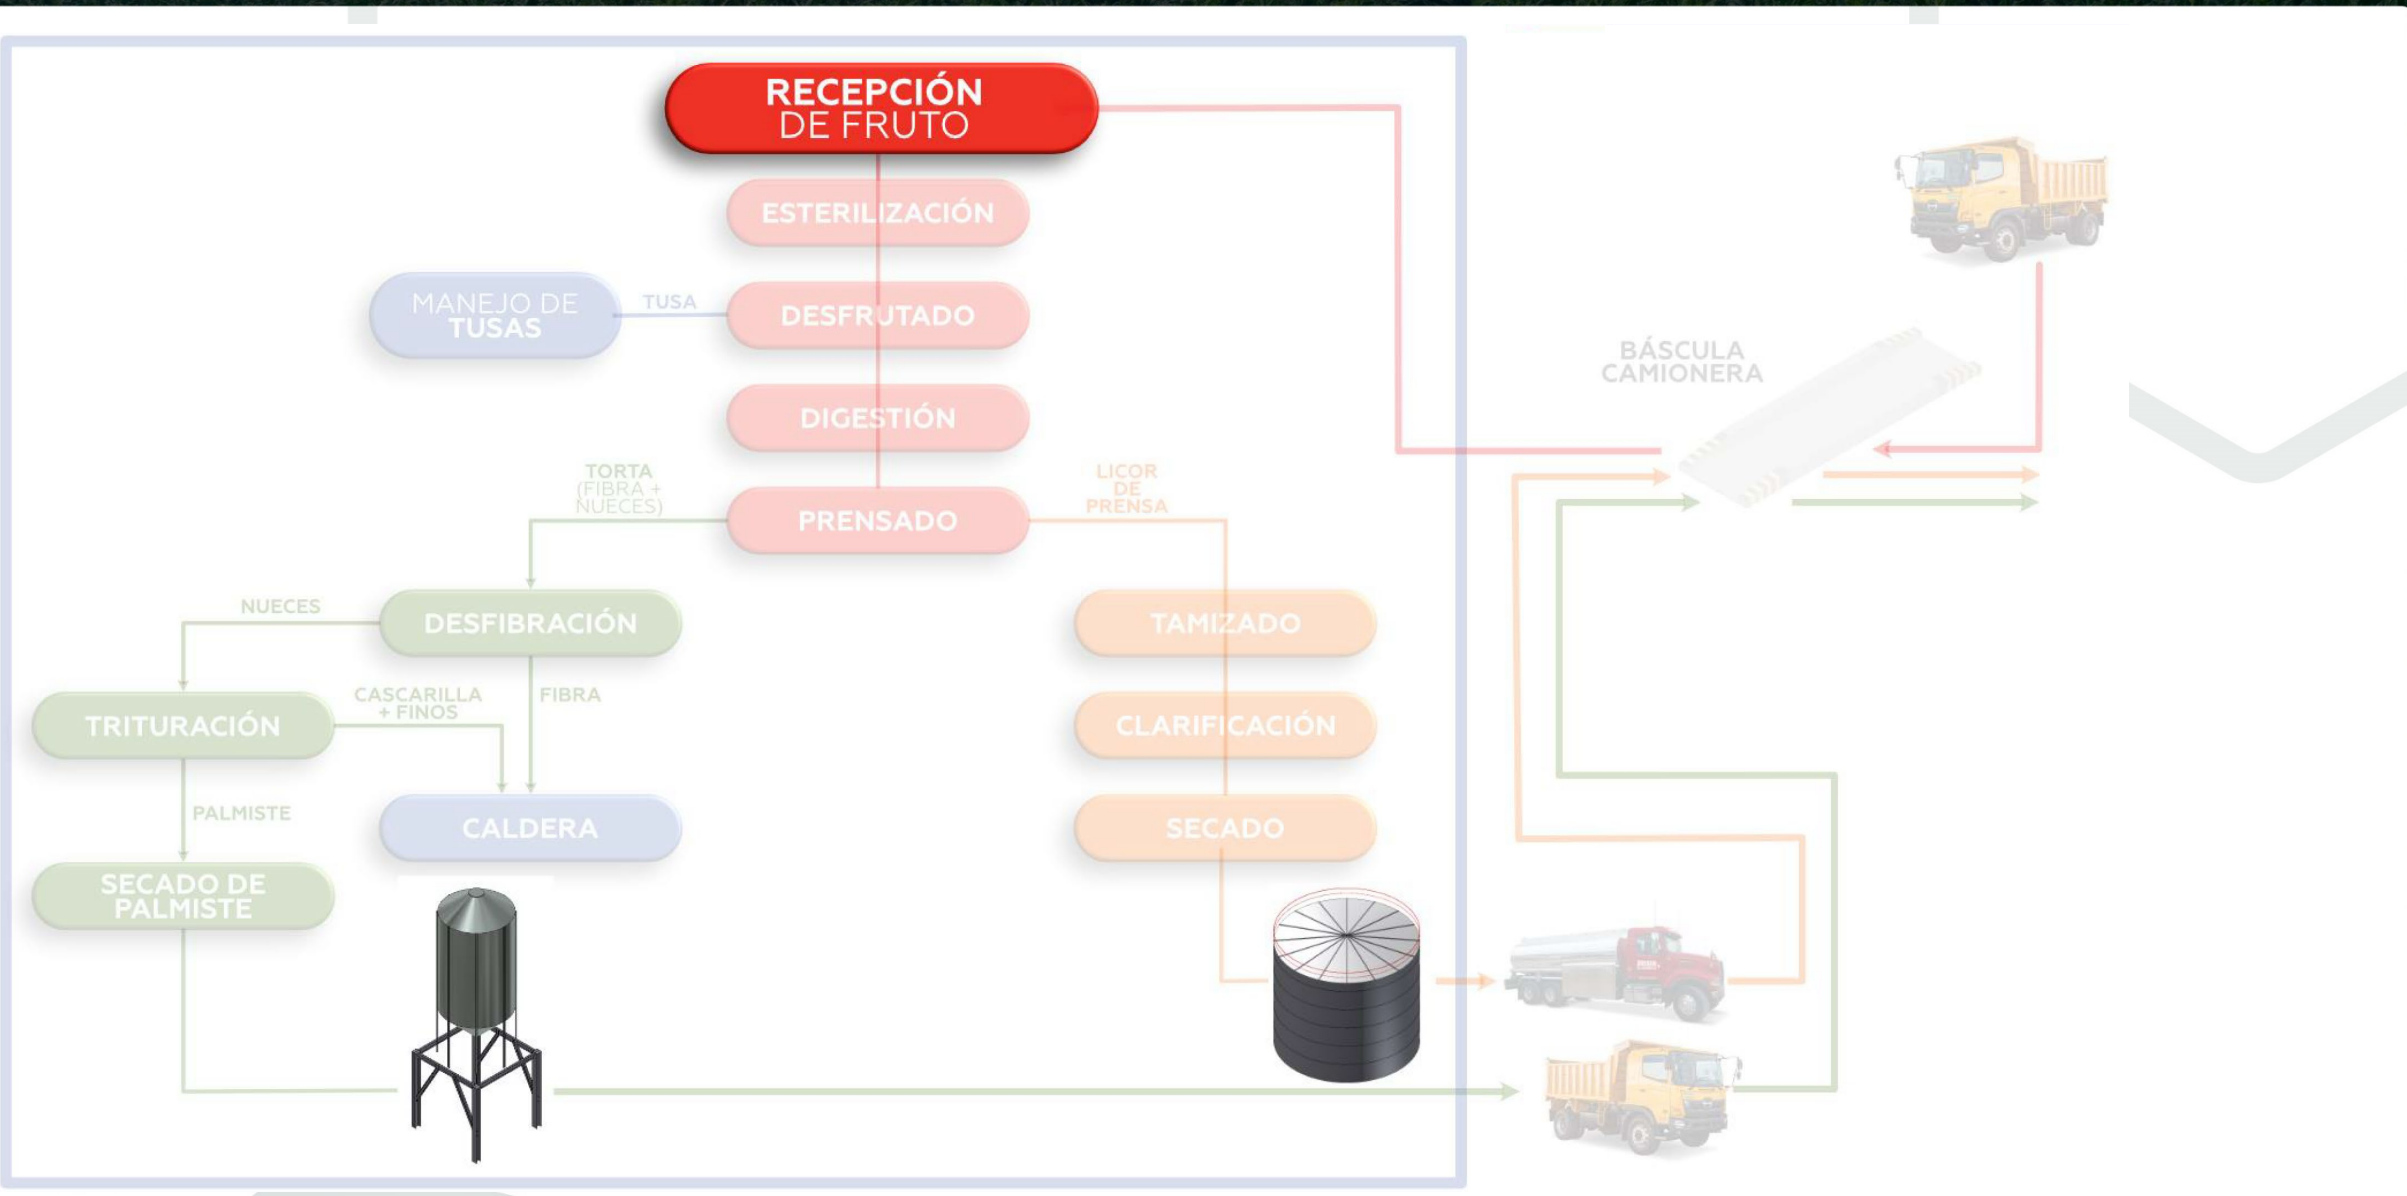 RECEPCIÓN
DE FRUTO
ESTERILIZACIÓN
MANEJO DE
TUSAS
TUSA
DESFRUTADO
BÁSCULA
CAMIONERA
DIGESTIÓN
TORTA
(FIBRA +
NUECES)
LICOR
DE
PRENSA
PRENSADO
NUECES
DESFIBRACIÓN
TAMIZADO
CASCARILLA
+ FINOS
FIBRA
TRITURACIÓN
CLARIFICACIÓN
PALMISTE
CALDERA
SECADO
SECADO DE
PALMISTE